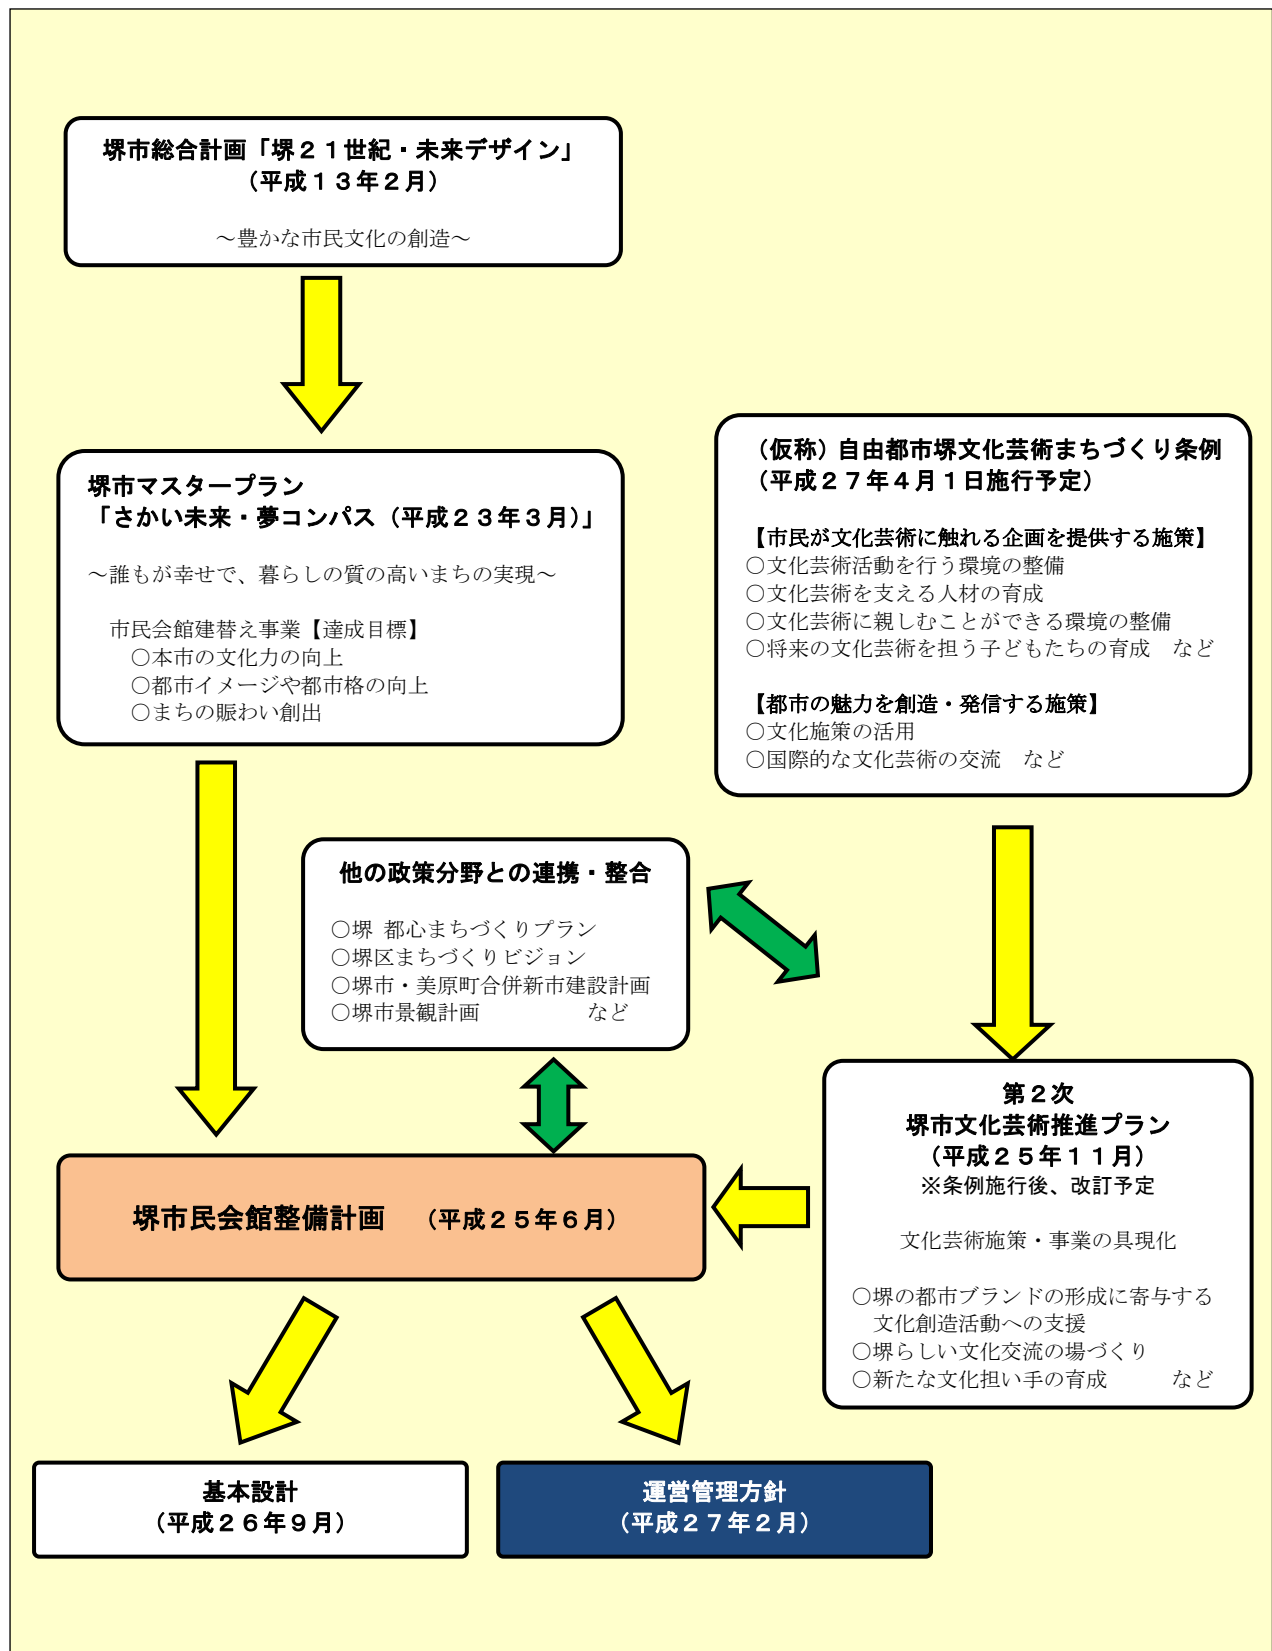 堺市総合計画「堺２１世紀・未来デザイン」
（平成１３年２月）
～豊かな市民文化の創造～
堺市マスタープラン
「さかい未来・夢コンパス（平成２３年３月）」
～誰もが幸せで、暮らしの質の高いまちの実現～
市民会館建替え事業【達成目標】
○本市の文化力の向上
○都市イメージや都市格の向上
○まちの賑わい創出
（仮称）自由都市堺文化芸術まちづくり条例
（平成２７年４月１日施行予定）
【市民が文化芸術に触れる企画を提供する施策】
○文化芸術活動を行う環境の整備
○文化芸術を支える人材の育成
○文化芸術に親しむことができる環境の整備
○将来の文化芸術を担う子どもたちの育成　など
【都市の魅力を創造・発信する施策】
○文化施策の活用
○国際的な文化芸術の交流　など
他の政策分野との連携・整合
○堺 都心まちづくりプラン
○堺区まちづくりビジョン
○堺市・美原町合併新市建設計画
○堺市景観計画　　　　　など
第２次
堺市文化芸術推進プラン
（平成２５年１１月）
※条例施行後、改訂予定
文化芸術施策・事業の具現化
○堺の都市ブランドの形成に寄与する
文化創造活動への支援
○堺らしい文化交流の場づくり
○新たな文化担い手の育成　　　など
堺市民会館整備計画　（平成２５年６月）
基本設計
（平成２６年９月）
運営管理方針
（平成２７年２月）